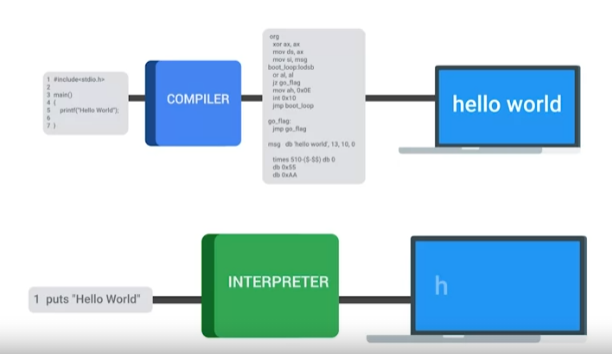 1 #include<stdio.h>
2
3 main()
4 {
5 printf("Hello World");
6
7 }
COMPILER
org
xor ax, ax
mov ds, ax
mov si, msg
boot_loop:lodsb
or al, al
jz go_flag
mov ah, 0x0E
int 0x10
jmp boot_loop
go_flag:
jmp go_flag
msg db 'hello world', 13, 10, 0
times 510-($-$$) db 0
db 0x55
db 0xAA
hello world
1 puts "Hello World"
INTERPRETER
h